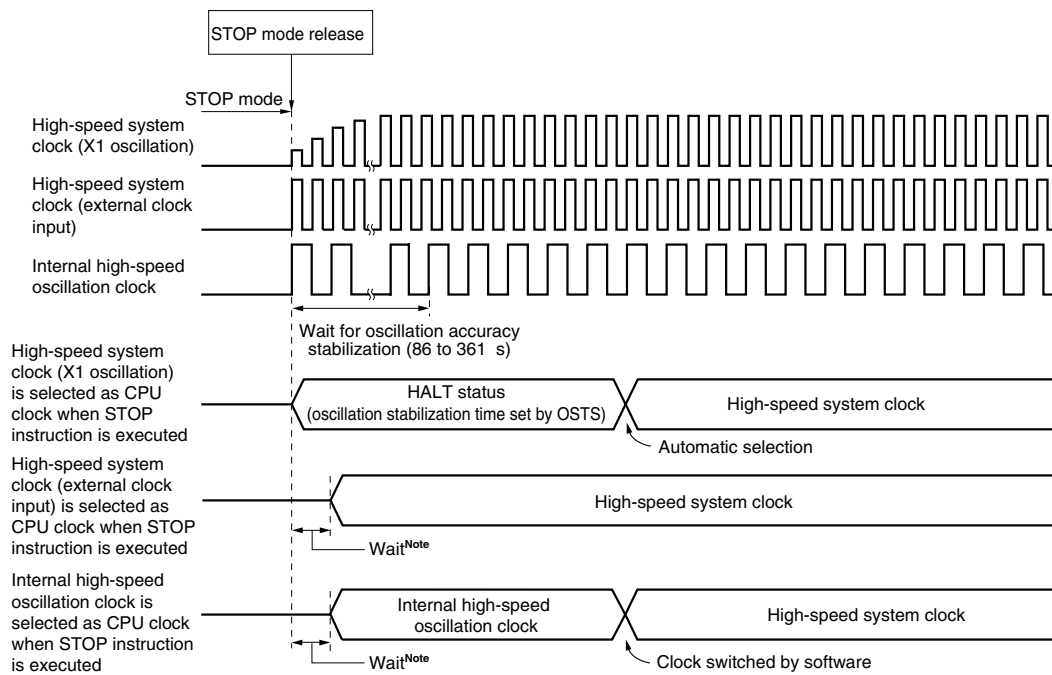 STOP mode release
STOP mode
High-speed system
clock (X1 oscillation)
High-speed system
clock (external clock
input)
Internal high-speed
oscillation clock
Wait for oscillation accuracy
stabilization (86 to 361  s)
High-speed system
clock (X1 oscillation)
is selected as CPU
clock when STOP
instruction is executed
HALT status
(oscillation stabilization time set by OSTS)
High-speed system clock
Automatic selection
High-speed system
clock (external clock
input) is selected as
CPU clock when STOP
instruction is executed
High-speed system clock
WaitNote
Internal high-speed
oscillation clock is
selected as CPU clock
when STOP instruction
is executed
Internal high-speed
oscillation clock
High-speed system clock
WaitNote
Clock switched by software